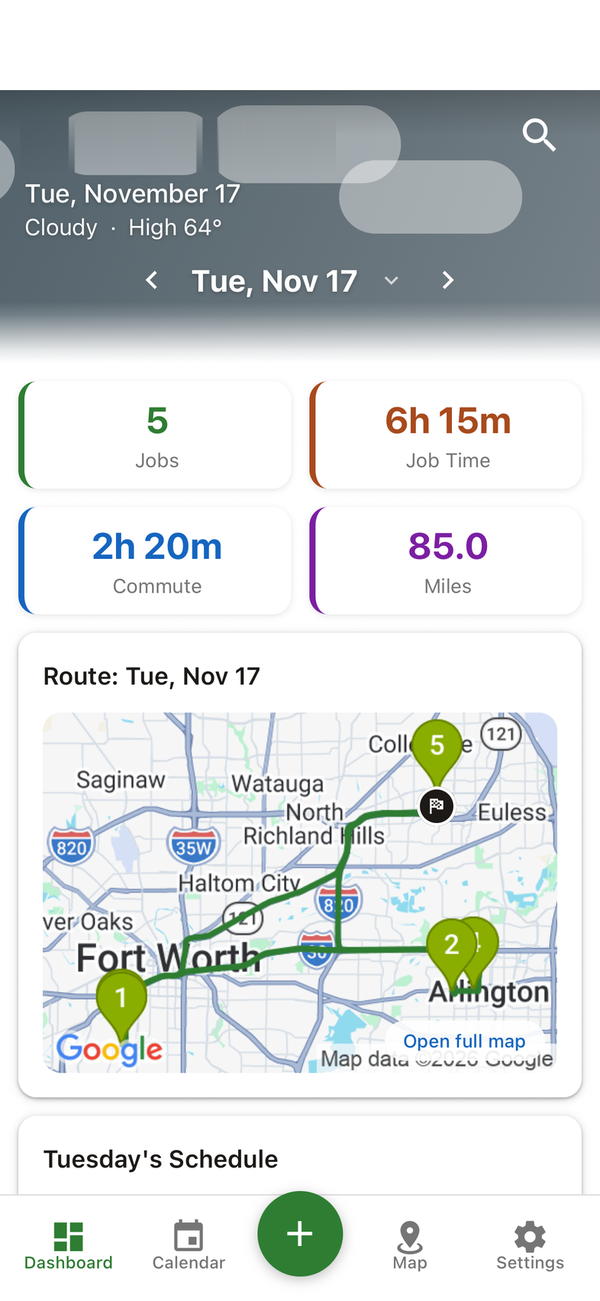 Tue, November 17
Cloudy · High 64°
Tue, Nov 17
5
Jobs
6h 15m
Job Time
2h 20m
Commute
85.0
Miles
Route: Tue, Nov 17
121
5
Saginaw
Watauga
North
Richland Hills
Euless
820
35W
Haltom City
820
121
ver Oaks
Fort Worth
30
2
1
Arlington
Google
Open full map
Map data ©2026 Google
Tuesday's Schedule
+
Dashboard
Calendar
Map
Settings